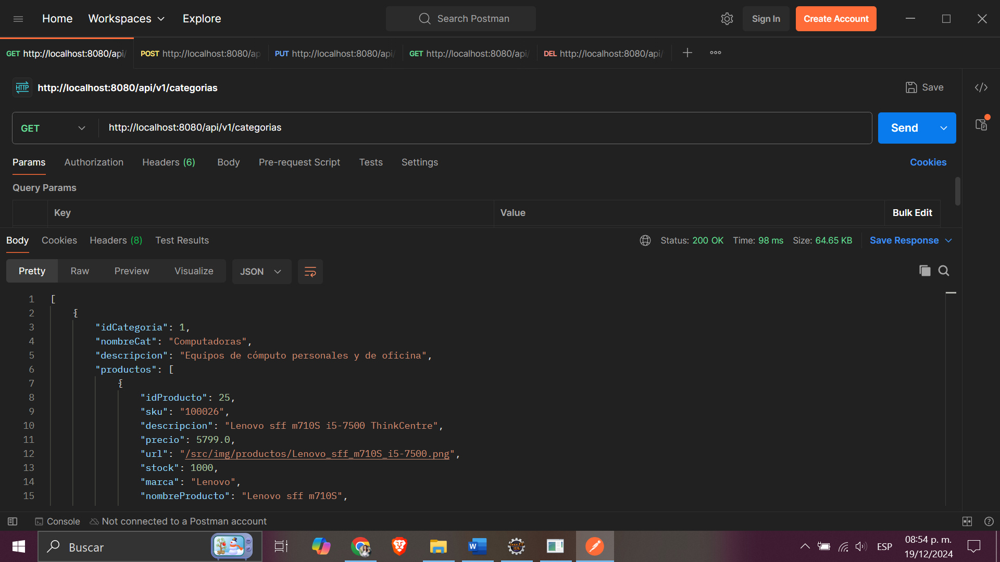 Home Workspaces Explore Search Postman Sign In Create Account
GET http://localhost:8080/api/ POST http://localhost:8080/ap PUT http://localhost:8080/api/ GET http://localhost:8080/api/ DEL http://localhost:8080/api/
HTTP http://localhost:8080/api/v1/categorias Save
GET http://localhost:8080/api/v1/categorias Send
Params Authorization Headers (6) Body Pre-request Script Tests Settings Cookies
Query Params
Key Value Bulk Edit
Body Cookies Headers (8) Test Results Status: 200 OK Time: 98 ms Size: 64.65 KB Save Response
Pretty Raw Preview Visualize JSON
1 [
2 {
3 "idCategoria": 1,
4 "nombreCat": "Computadoras",
5 "descripcion": "Equipos de cómputo personales y de oficina",
6 "productos": [
7 {
8 "idProducto": 25,
9 "sku": "100026",
10 "descripcion": "Lenovo sff m710S i5-7500 ThinkCentre",
11 "precio": 5799.0,
12 "url": "/src/img/productos/Lenovo_sff_m710S_i5-7500.png",
13 "stock": 1000,
14 "marca": "Lenovo",
15 "nombreProducto": "Lenovo sff m710S",
Console Not connected to a Postman account
Buscar ESP 08:54 p. m.
19/12/2024